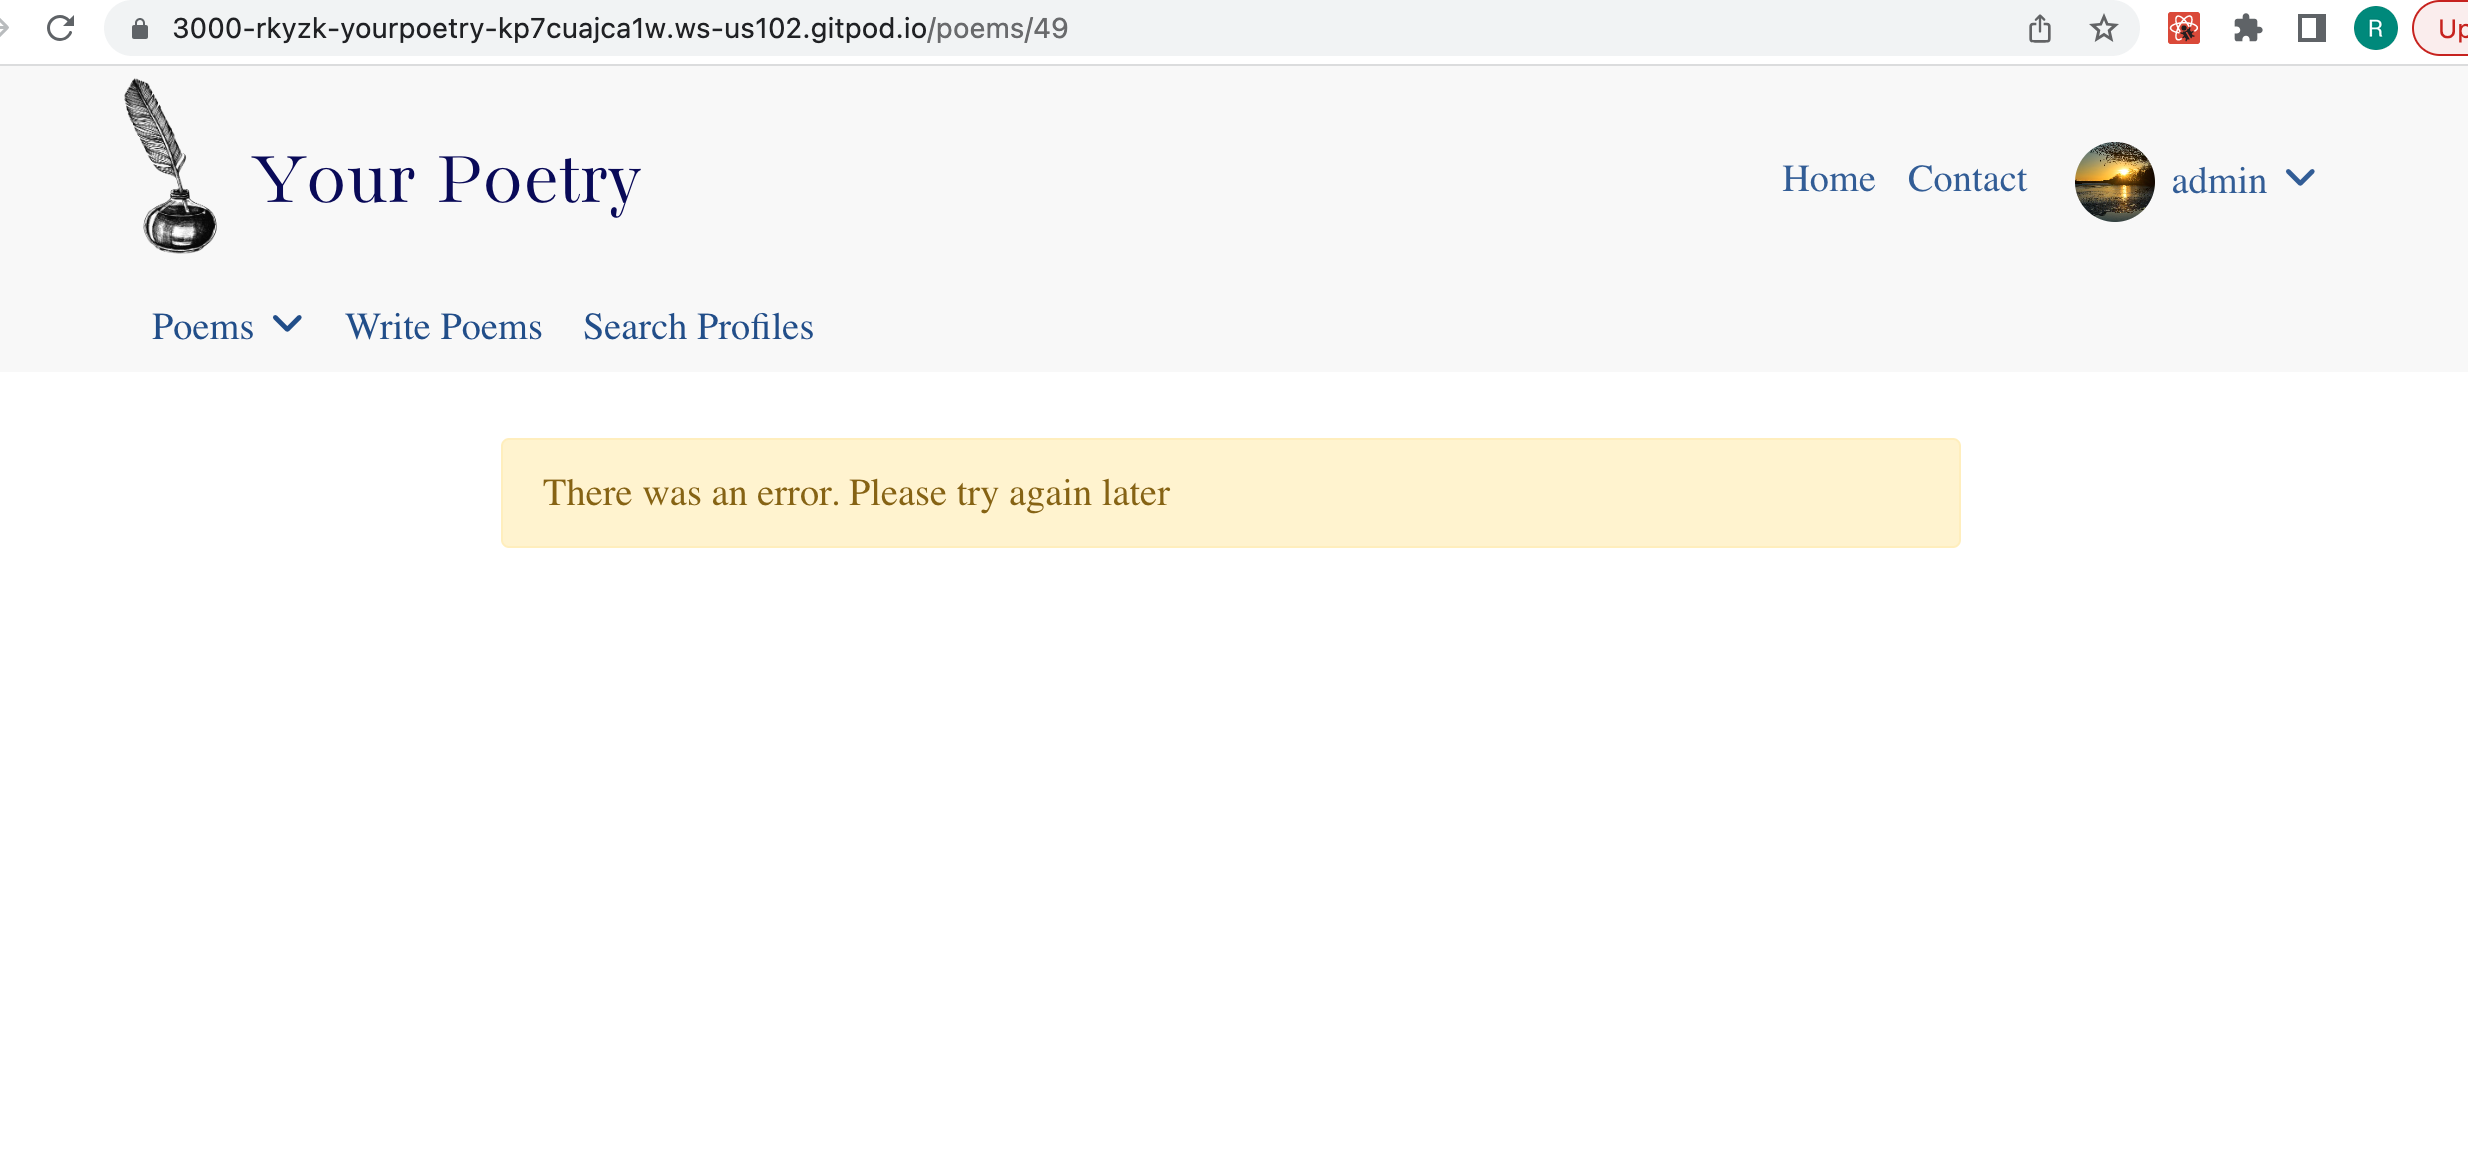 3000-rkyzk-yourpoetry-kp7cuajca1w.ws-us102.gitpod.io/poems/49
R
Up
Your Poetry
Home Contact admin
Poems Write Poems Search Profiles
There was an error. Please try again later